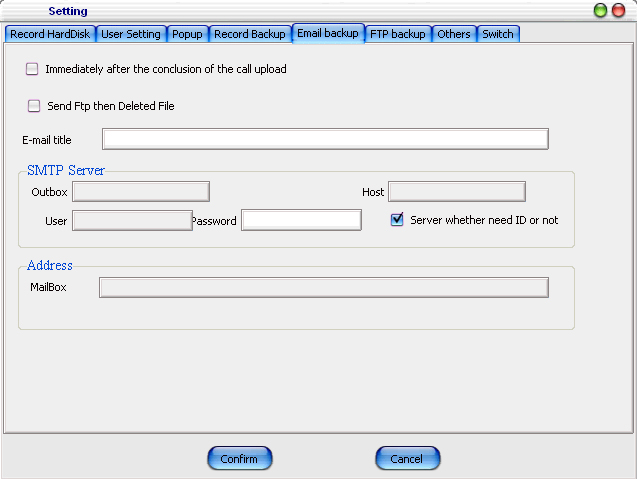 Setting
Record HardDisk User Setting Popup Record Backup Email backup FTP backup Others Switch
Immediately after the conclusion of the call upload
Send Ftp then Deleted File
E-mail title
SMTP Server
Outbox Host
User Password Server whether need ID or not
Address
MailBox
Confirm Cancel